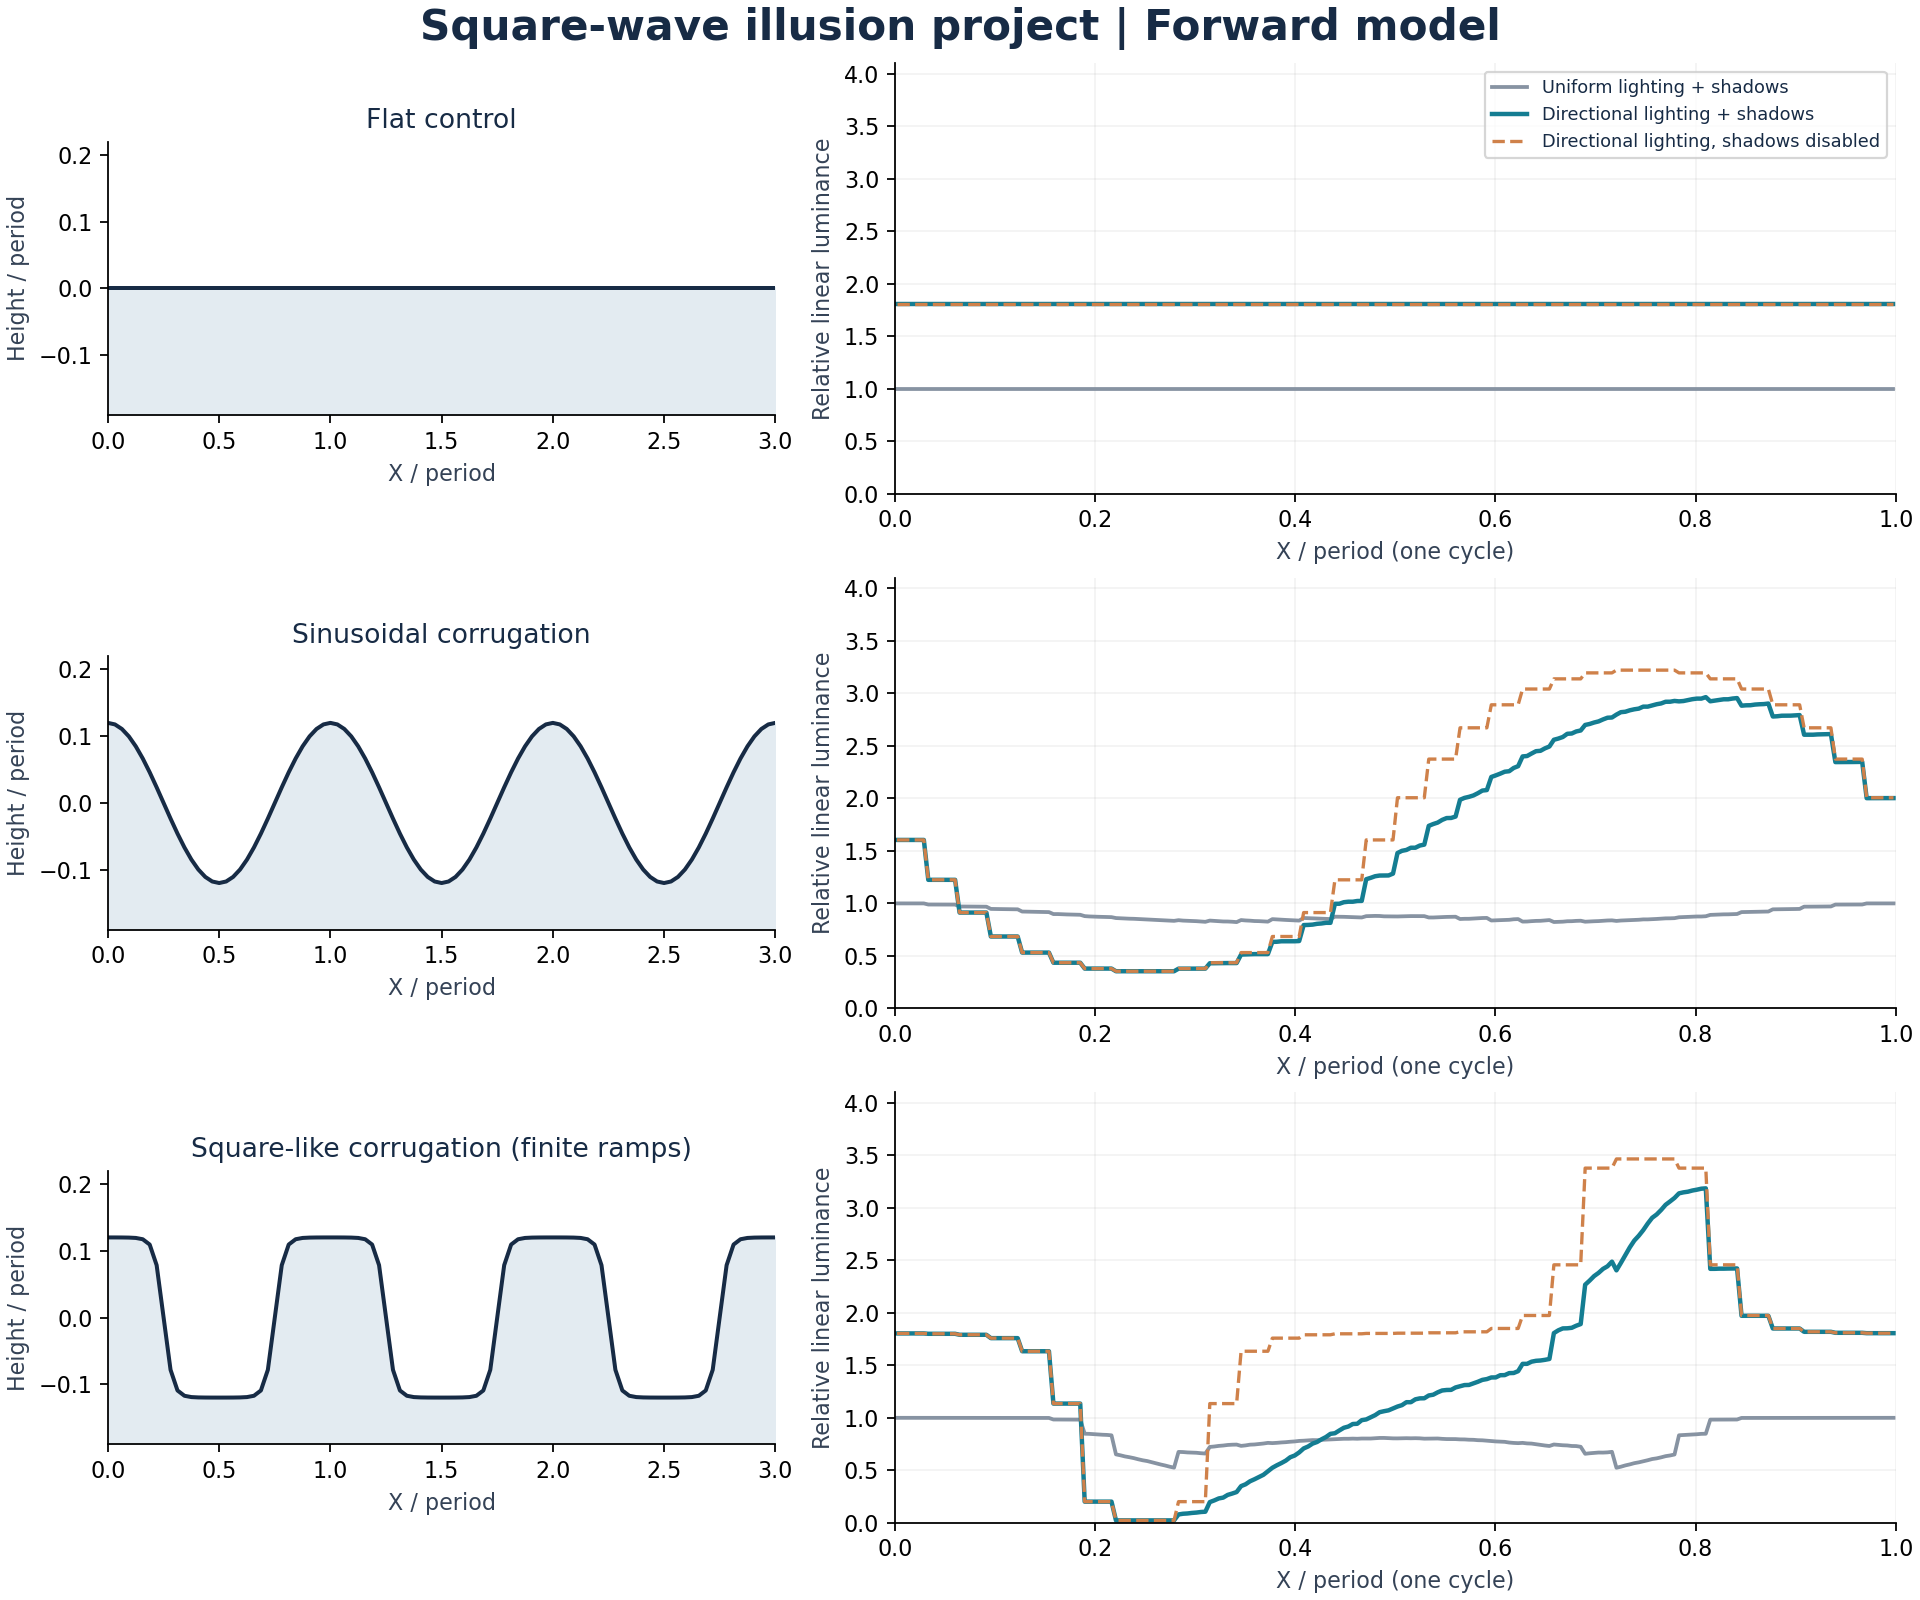 Square-wave illusion project | Forward model
Flat control
Height / period
0.2
0.1
0.0
−0.1
0.0 0.5 1.0 1.5 2.0 2.5 3.0
X / period
Relative linear luminance
4.0
3.5
3.0
2.5
2.0
1.5
1.0
0.5
0.0
Uniform lighting + shadows
Directional lighting + shadows
Directional lighting, shadows disabled
0.0 0.2 0.4 0.6 0.8 1.0
X / period (one cycle)
Sinusoidal corrugation
Height / period
0.2
0.1
0.0
−0.1
0.0 0.5 1.0 1.5 2.0 2.5 3.0
X / period
Relative linear luminance
4.0
3.5
3.0
2.5
2.0
1.5
1.0
0.5
0.0
0.0 0.2 0.4 0.6 0.8 1.0
X / period (one cycle)
Square-like corrugation (finite ramps)
Height / period
0.2
0.1
0.0
−0.1
0.0 0.5 1.0 1.5 2.0 2.5 3.0
X / period
Relative linear luminance
4.0
3.5
3.0
2.5
2.0
1.5
1.0
0.5
0.0
0.0 0.2 0.4 0.6 0.8 1.0
X / period (one cycle)